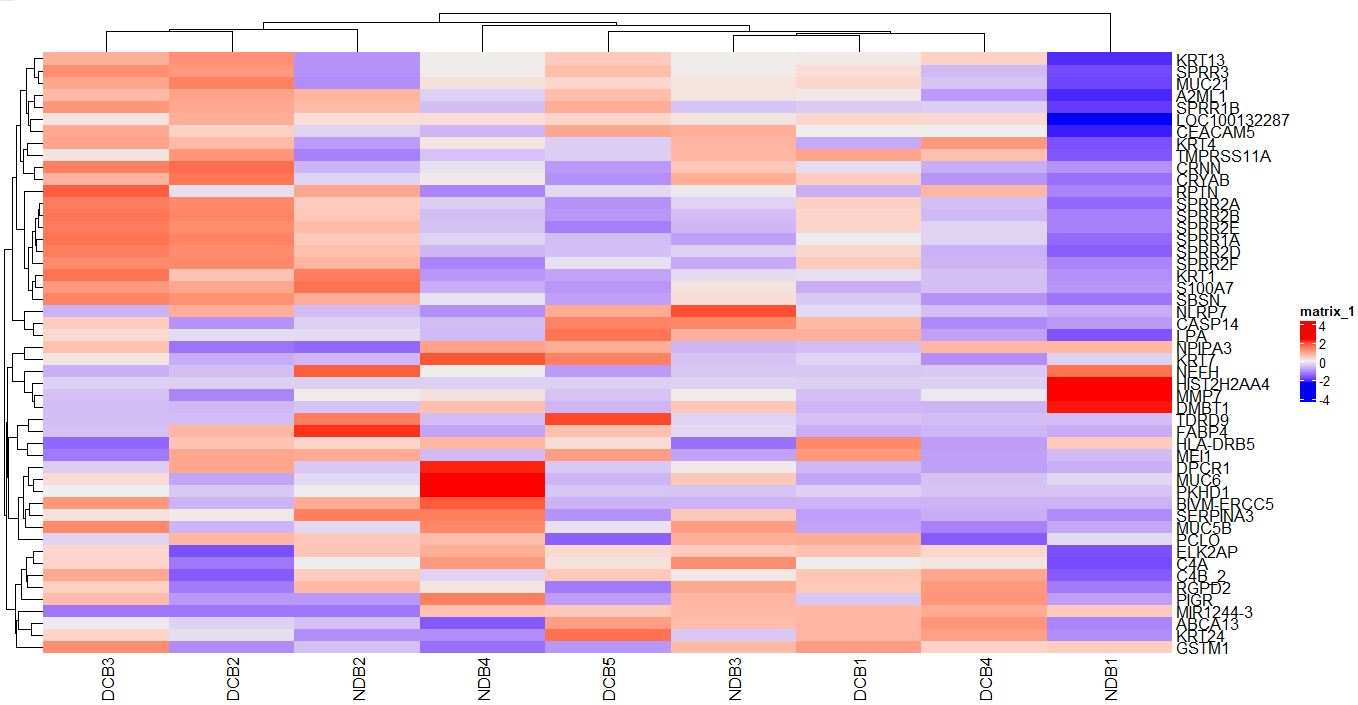 KRT13
SPRR3
MUC21
A2ML1
SPRR1B
LOC100132287
CEACAM5
KRT4
TMPRSS11A
CRNN
CRYAB
RPTN
SPRR2A
SPRR2B
SPRR2E
SPRR1A
SPRR2D
SPRR2F
KRT1
S100A7
SBSN
NLRP7
CASP14
LPA
NPIPA3
KRT7
NEFH
HIST2H2AA4
MMP7
DMBT1
TDRD9
FABP4
HLA-DRB5
MEI1
DPCR1
MUC6
PKHD1
BIVM-ERCC5
SERPINA3
MUC5B
PCLO
ELK2AP
C4A
C4B_2
RGPD2
PIGR
MIR1244-3
ABCA13
KRT24
GSTM1
matrix_1
4
2
0
-2
-4
DCB3
DCB2
NDB2
NDB4
DCB5
NDB3
DCB1
DCB4
NDB1